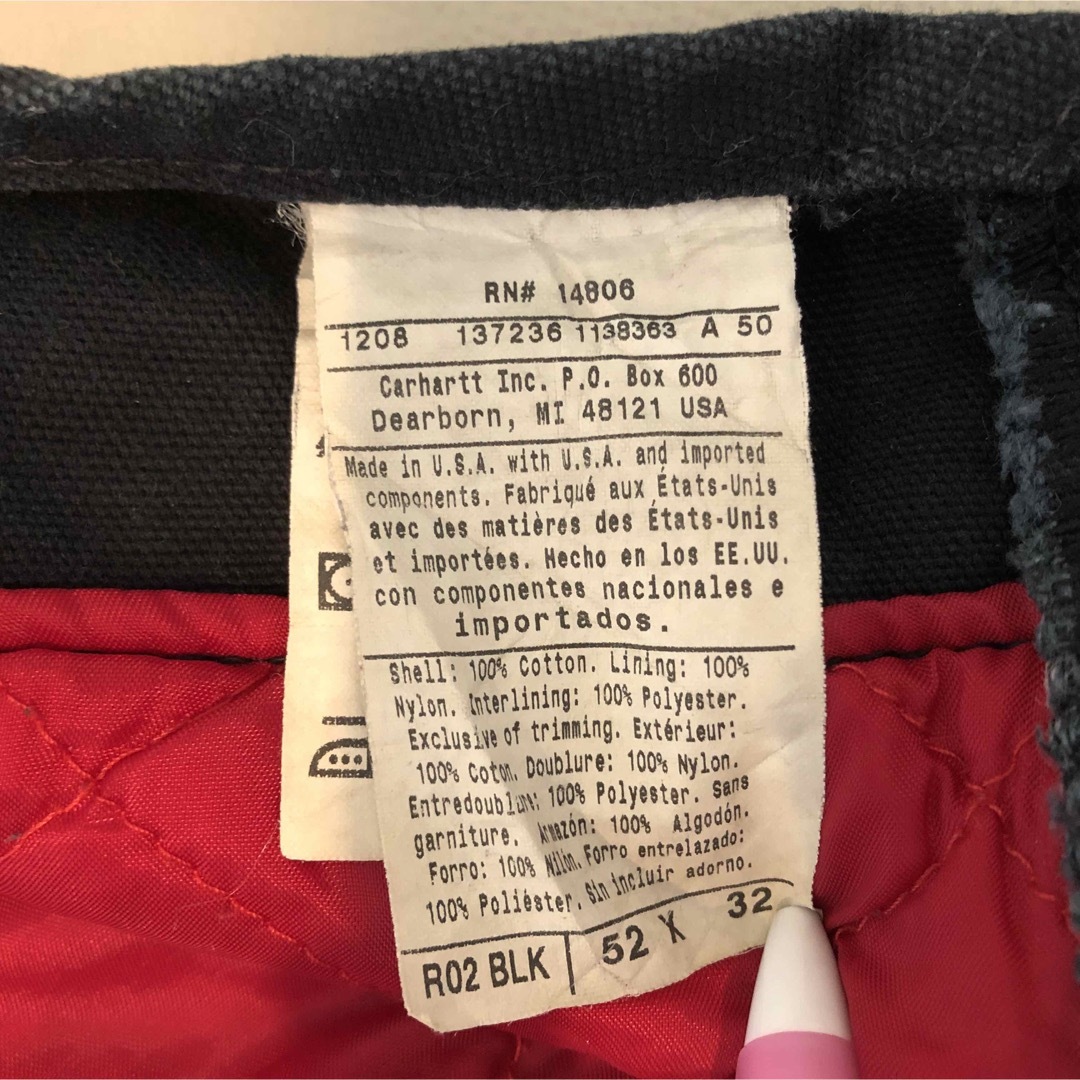 RN# 14806
1208 137236 1138363 A 50
Carhartt Inc. P.O. Box 600
Dearborn, MI 48121 USA
Made in U.S.A. with U.S.A. and imported
components. Fabriqué aux États-Unis
avec des matières des États-Unis
et importées. Hecho en los EE.UU.
con componentes nacionales e
importados.
Shell: 100% Cotton. Lining: 100%
Nylon. Interlining: 100% Polyester.
Exclusive of trimming. Extérieur:
100% Coton. Doublure: 100% Nylon.
Entredoublure: 100% Polyester. Sans
garniture. Armazón: 100% Algodón.
Forro: 100% Nilón. Forro entrelazado:
100% Poliéster. Sin incluir adorno.
R02 BLK 52 X 32